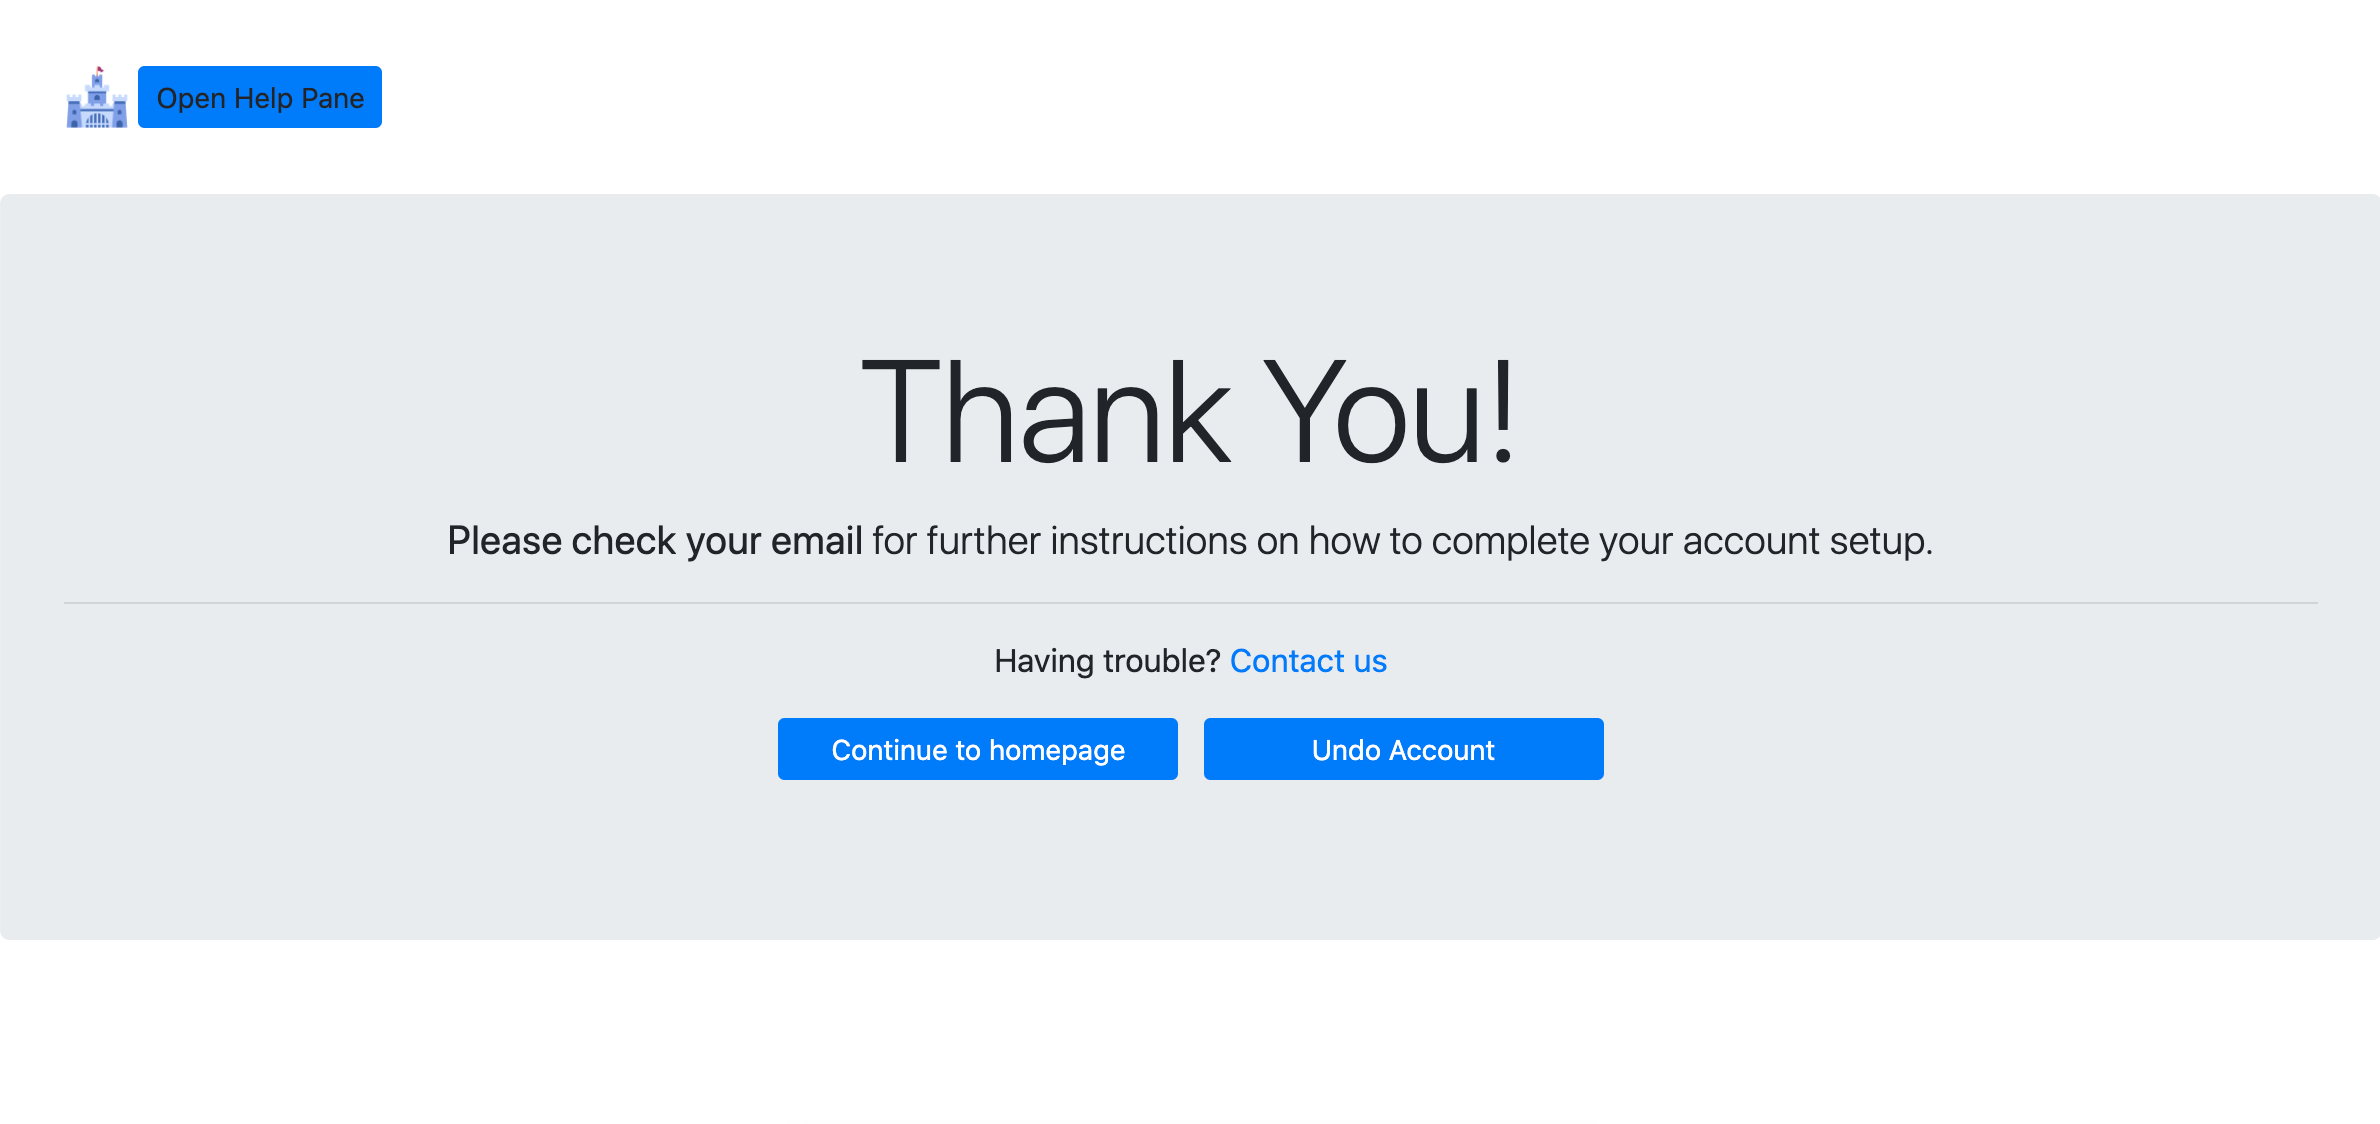 Open Help Pane
Thank You!
Please check your email for further instructions on how to complete your account setup.
Having trouble? Contact us
Continue to homepage
Undo Account